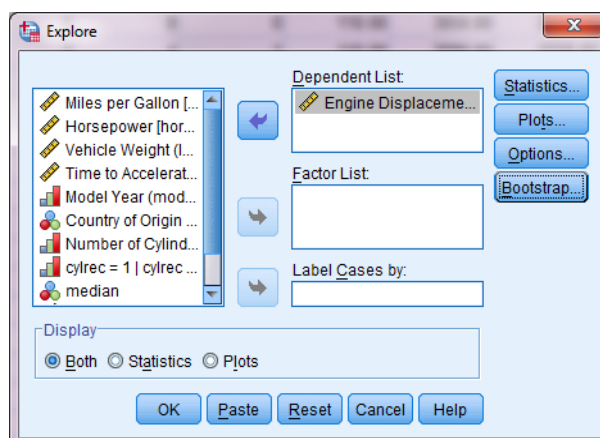 Explore
Miles per Gallon [...
Horsepower [hor...
Vehicle Weight (l...
Time to Accelerat...
Model Year (mod...
Country of Origin ...
Number of Cylind...
cylrec = 1 | cylrec ...
median
Dependent List:
Engine Displaceme...
Factor List:
Label Cases by:
Statistics...
Plots...
Options...
Bootstrap...
Display
Both Statistics Plots
OK Paste Reset Cancel Help